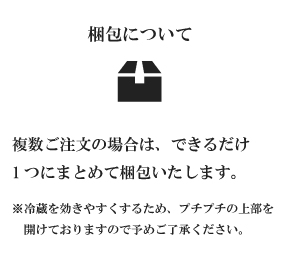 梱包について
複数ご注文の場合は、できるだけ
1つにまとめて梱包いたします。
※冷蔵を効きやすくするため、プチプチの上部を
開けておりますので予めご了承ください。